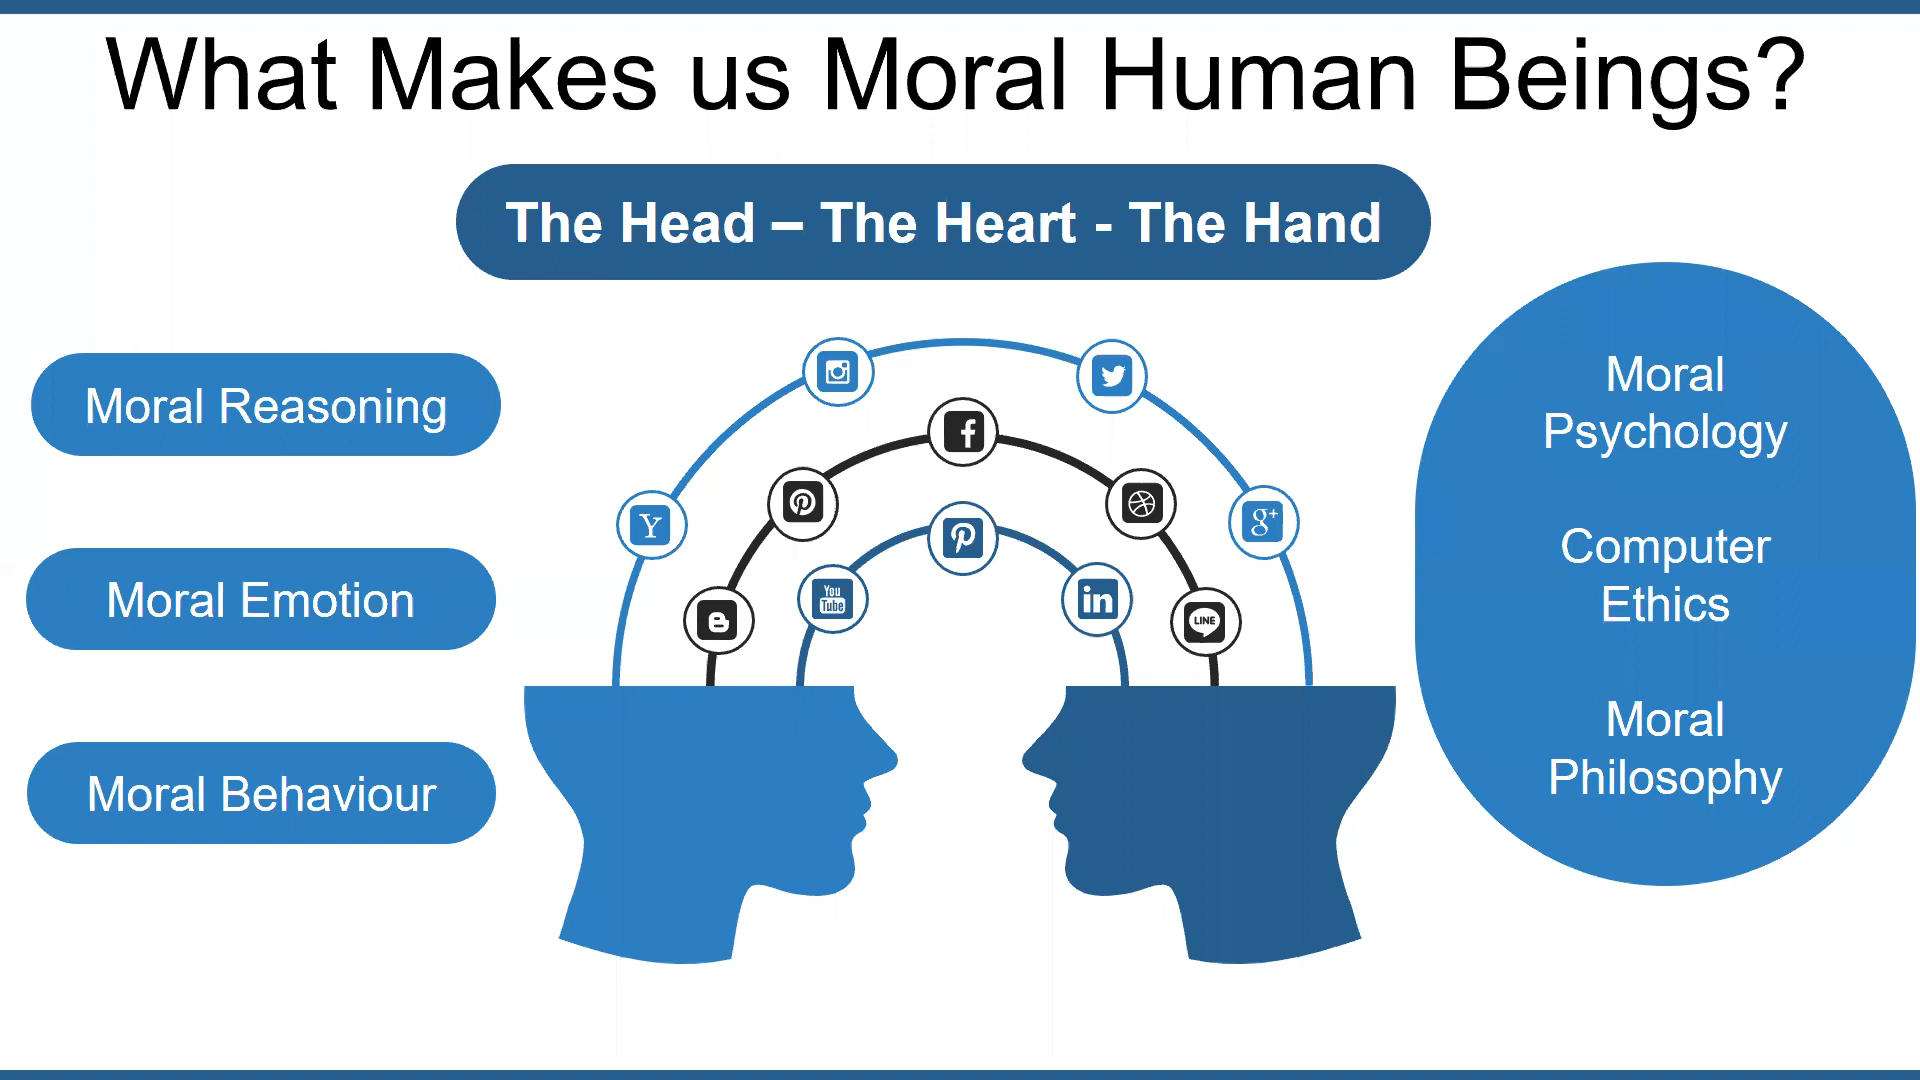 What Makes us Moral Human Beings?
The Head – The Heart - The Hand
Moral Reasoning
Moral Emotion
Moral Behaviour
Y
f
g+
B
You
Tube
in
LINE
Moral
Psychology
Computer
Ethics
Moral
Philosophy